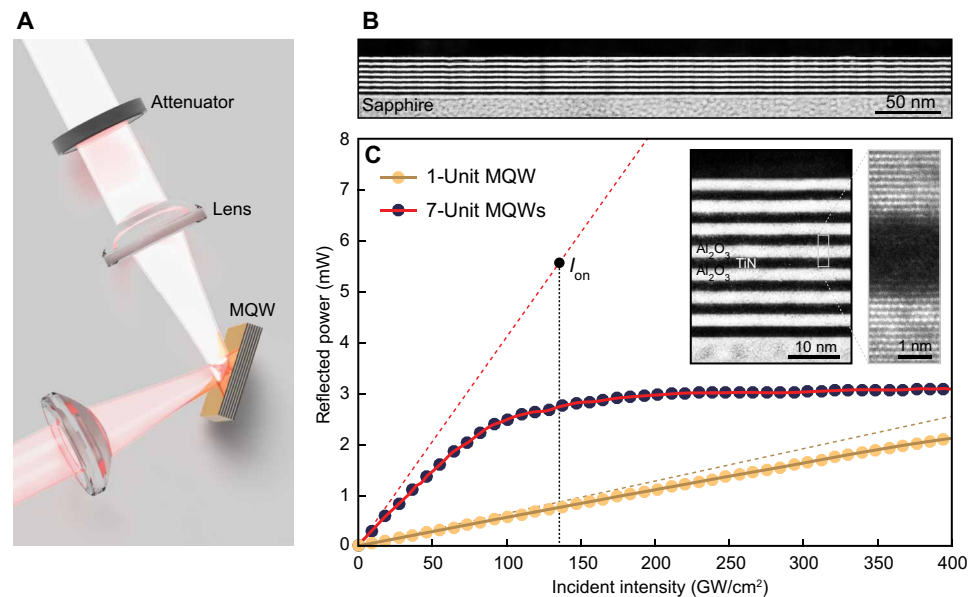 A
Attenuator
Lens
MQW
B
Sapphire
50 nm
C
1-Unit MQW
7-Unit MQWs
I_on
Al₂O₃
TiN
Al₂O₃
10 nm
1 nm
Reflected power (mW)
8
7
6
5
4
3
2
1
0
0 50 100 150 200 250 300 350 400
Incident intensity (GW/cm²)